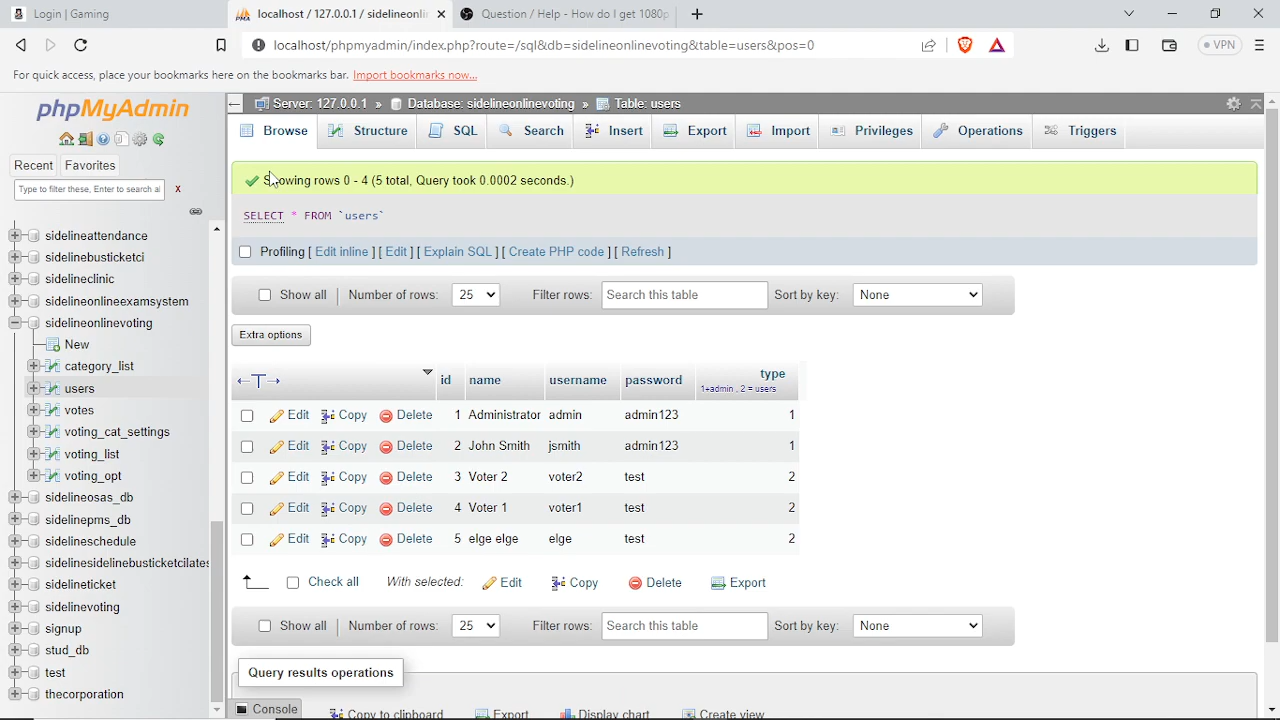 Login | Gaming
localhost / 127.0.0.1 / sidelineonlin
Question / Help - How do I get 1080p
localhost/phpmyadmin/index.php?route=/sql&db=sidelineonlinevoting&table=users&pos=0
VPN
For quick access, place your bookmarks here on the bookmarks bar. Import bookmarks now...
phpMyAdmin
Recent Favorites
Type to filter these, Enter to search al X
sidelineattendance
sidelinebusticketci
sidelineclinic
sidelineonlineexamsystem
sidelineonlinevoting
New
category_list
users
votes
voting_cat_settings
voting_list
voting_opt
sidelineosas_db
sidelinepms_db
sidelineschedule
sidelinesidelinebusticketcilates
sidelineticket
sidelinevoting
signup
stud_db
test
thecorporation
Server: 127.0.0.1 » Database: sidelineonlinevoting » Table: users
Browse Structure SQL Search Insert Export Import Privileges Operations Triggers
Showing rows 0 - 4 (5 total, Query took 0.0002 seconds.)
SELECT * FROM `users`
Profiling [ Edit inline ] [ Edit ] [ Explain SQL ] [ Create PHP code ] [ Refresh ]
Show all Number of rows: 25 Filter rows: Search this table Sort by key: None
Extra options
id name username password type
1+admin , 2 = users
Edit Copy Delete 1 Administrator admin admin123 1
Edit Copy Delete 2 John Smith jsmith admin123 1
Edit Copy Delete 3 Voter 2 voter2 test 2
Edit Copy Delete 4 Voter 1 voter1 test 2
Edit Copy Delete 5 elge elge elge test 2
Check all With selected: Edit Copy Delete Export
Show all Number of rows: 25 Filter rows: Search this table Sort by key: None
Query results operations
Console
Copy to clipboard Export Display chart Create view